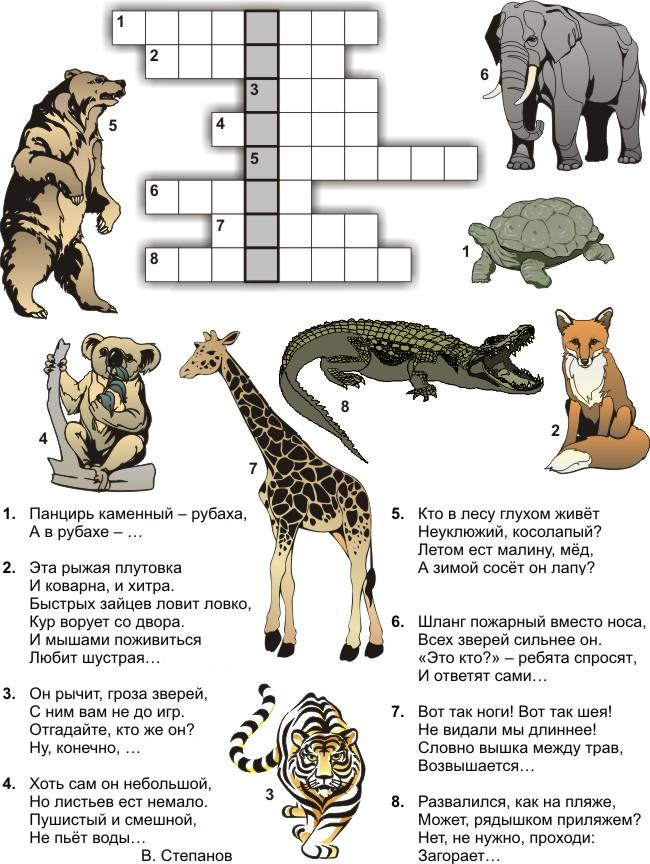 1
2
3
4
5
6
7
8
5
6
1
4
7
8
2
3
1. Панцирь каменный – рубаха,
А в рубахе – …
2. Эта рыжая плутовка
И коварна, и хитра.
Быстрых зайцев ловит ловко,
Кур ворует со двора.
И мышами поживиться
Любит шустрая…
3. Он рычит, гроза зверей,
С ним вам не до игр.
Отгадайте, кто же он?
Ну, конечно, …
4. Хоть сам он небольшой,
Но листьев ест немало.
Пушистый и смешной,
Не пьёт воды…
В. Степанов
5. Кто в лесу глухом живёт
Неуклюжий, косолапый?
Летом ест малину, мёд,
А зимой сосёт он лапу?
6. Шланг пожарный вместо носа,
Всех зверей сильнее он.
«Это кто?» – ребята спросят,
И ответят сами…
7. Вот так ноги! Вот так шея!
Не видали мы длиннее!
Словно вышка между трав,
Возвышается…
8. Развалился, как на пляже,
Может, рядышком приляжем?
Нет, не нужно, проходи:
Загорает…